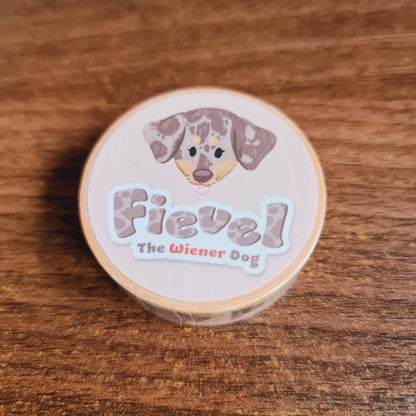 Fievel
The Wiener Dog